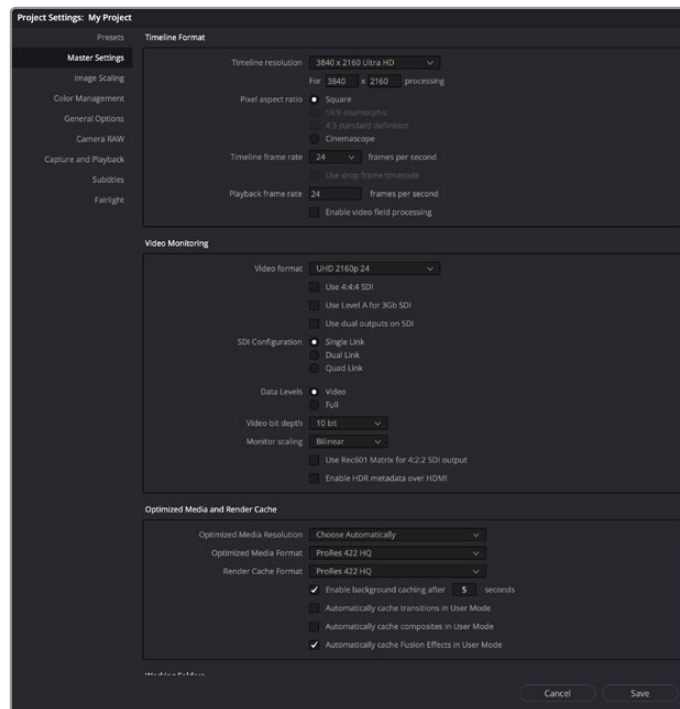 Project Settings: My Project
Presets
Master Settings
Image Scaling
Color Management
General Options
Camera RAW
Capture and Playback
Subtitles
Fairlight
Timeline Format
Timeline resolution 3840 x 2160 Ultra HD
For 3840 x 2160 processing
Pixel aspect ratio Square
16:9 anamorphic
4:3 standard definition
Cinemascope
Timeline frame rate 24 frames per second
Use drop frame timecode
Playback frame rate 24 frames per second
Enable video field processing
Video Monitoring
Video format UHD 2160p 24
Use 4:4:4 SDI
Use Level A for 3Gb SDI
Use dual outputs on SDI
SDI Configuration Single Link
Dual Link
Quad Link
Data Levels Video
Full
Video bit depth 10 bit
Monitor scaling Bilinear
Use Rec601 Matrix for 4:2:2 SDI output
Enable HDR metadata over HDMI
Optimized Media and Render Cache
Optimized Media Resolution Choose Automatically
Optimized Media Format ProRes 422 HQ
Render Cache Format ProRes 422 HQ
Enable background caching after 5 seconds
Automatically cache transitions in User Mode
Automatically cache composites in User Mode
Automatically cache Fusion Effects in User Mode
Working Folders
Cancel Save